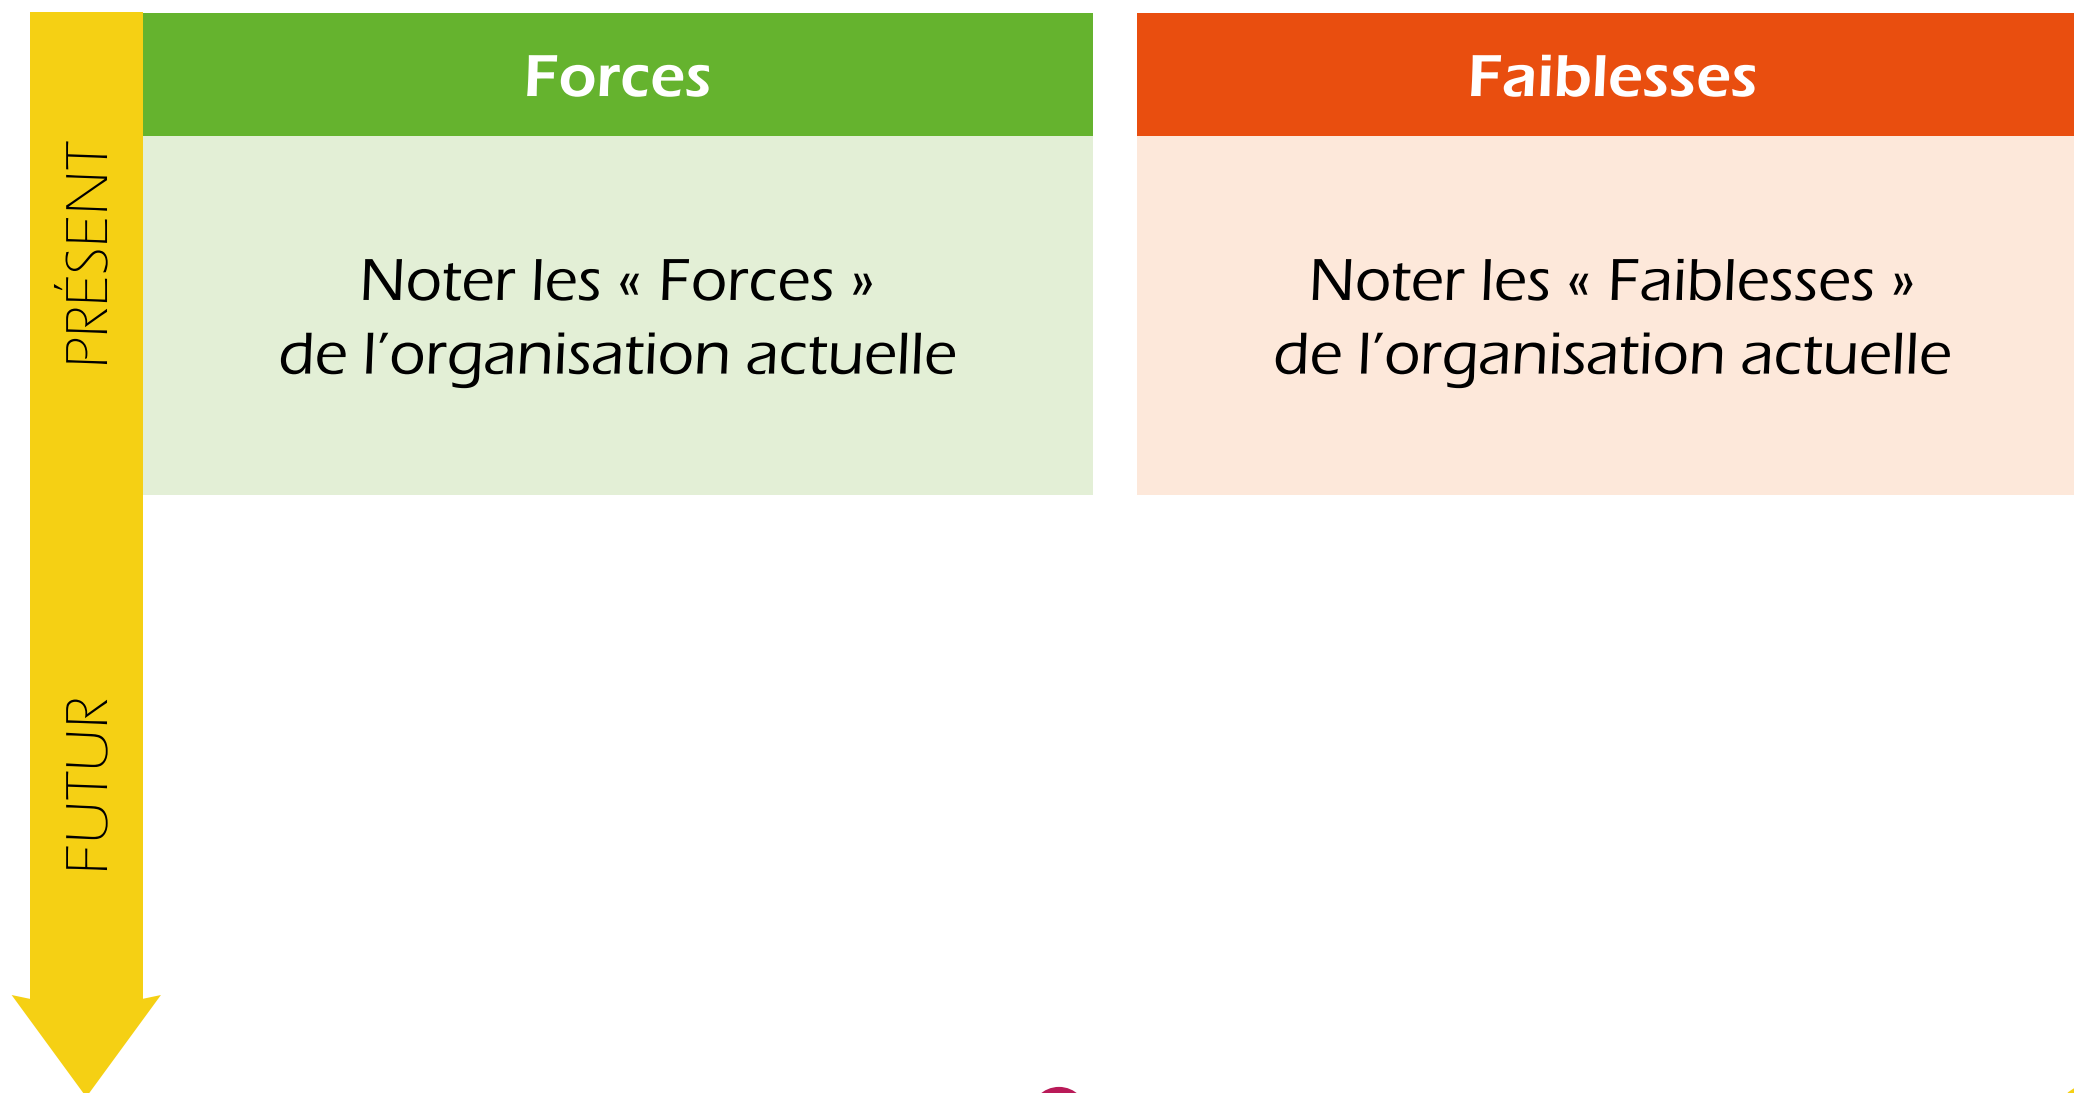 PRÉSENT
Forces
Noter les « Forces »
de l’organisation actuelle
Faiblesses
Noter les « Faiblesses »
de l’organisation actuelle
FUTUR